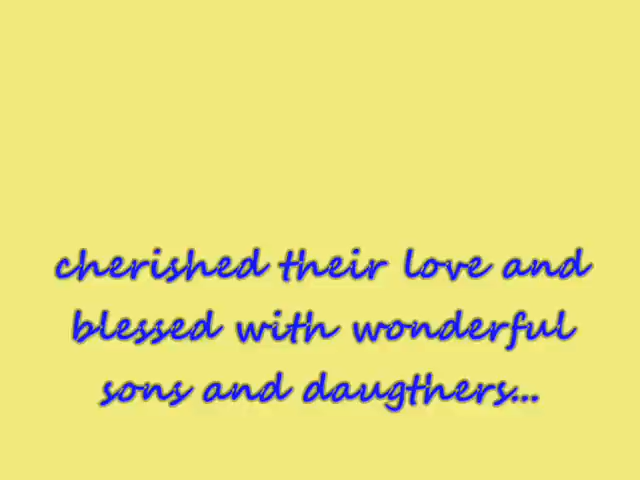 cherished their love and
blessed with wonderful
sons and daugthers...